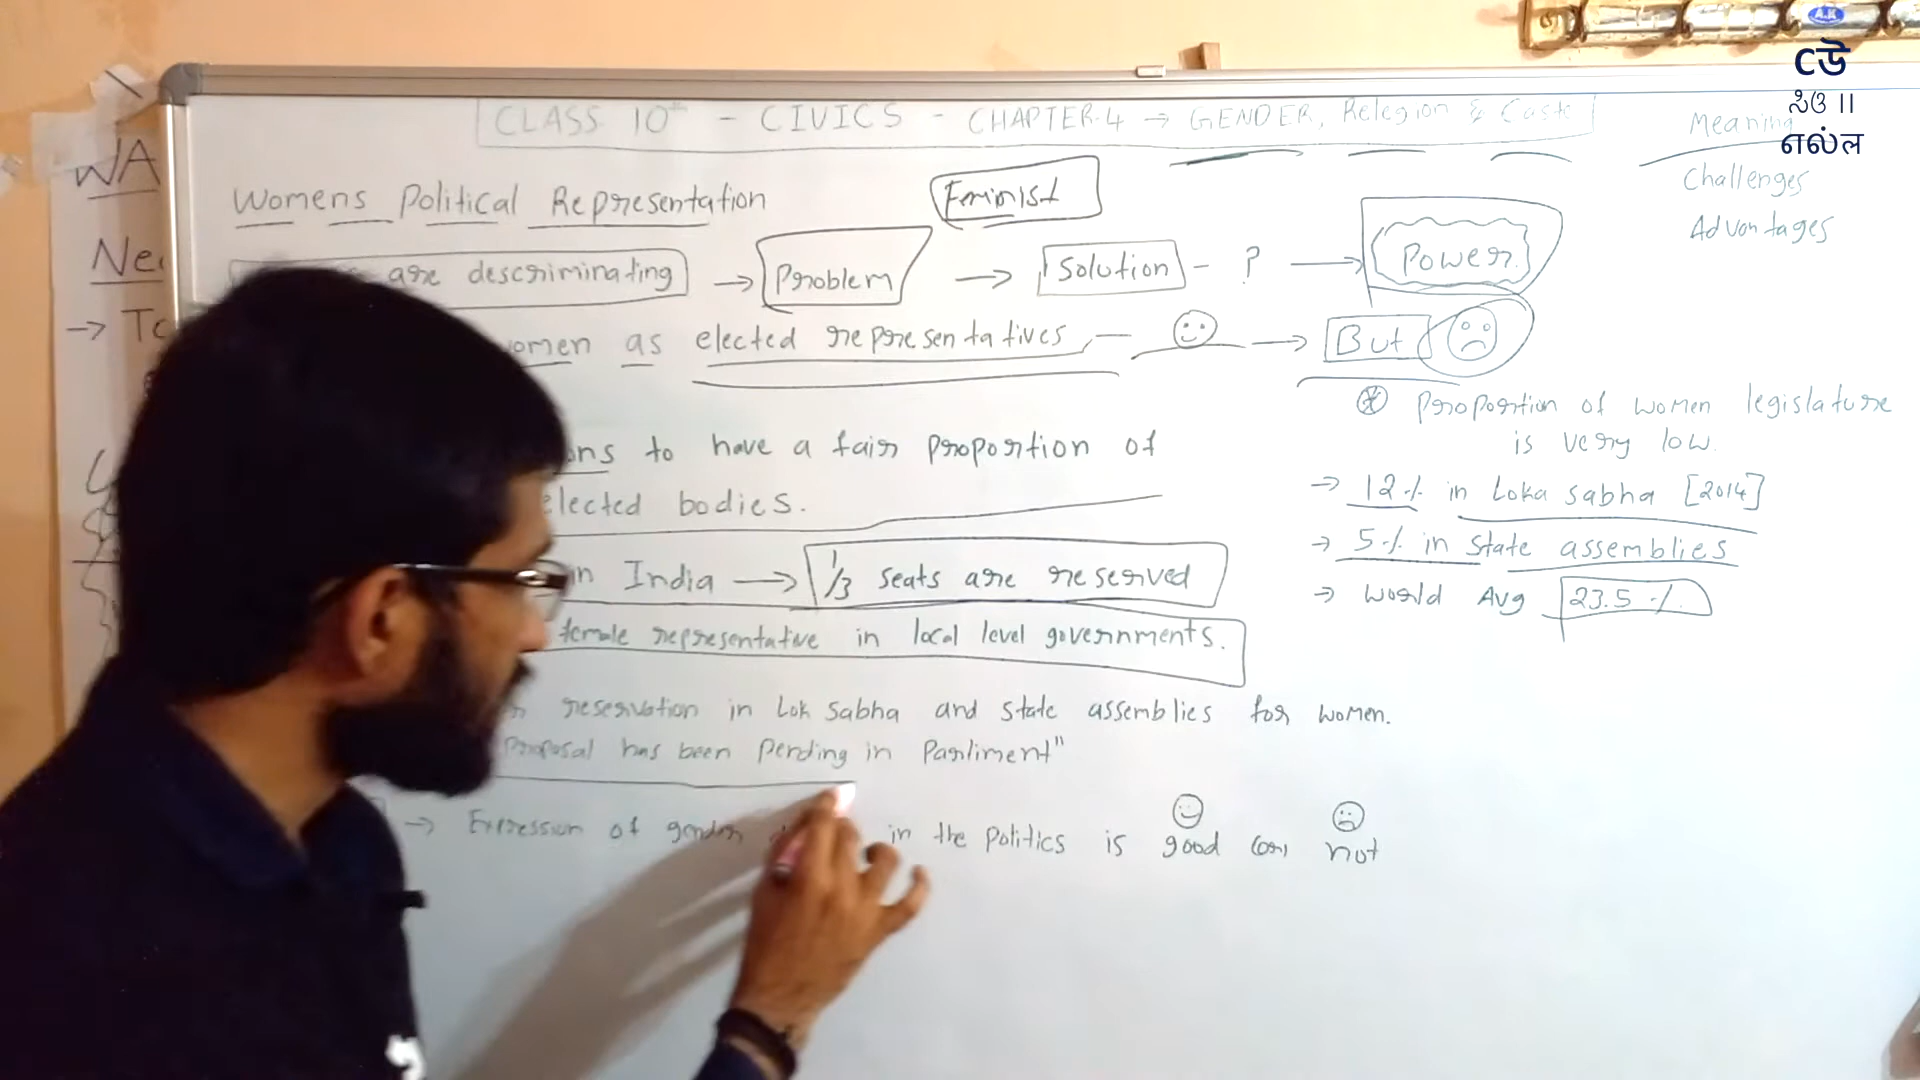 CLASS 10th - CIVICS - CHAPTER-4 → GENDER, Relegion & Caste
Meaning
Challenges
Advantages
Womens Political Representation
Feminist
are descriminating → Problem → Solution - ? → Power
women as elected representatives — → But
* Proportion of women legislature
is very low.
→ 12% in Loka Sabha [2014]
→ 5% in State assemblies
→ World Avg 23.5%
to have a fair proportion of
elected bodies.
in India → 1/3 seats are reserved
female representative in local level governments.
reservation in Lok Sabha and State assemblies for women.
Proposal has been Pending in Parliment"
→ Expression of gender in the Politics is good (or) not
WA
→ To
A.K
Cউ
ಸಿଓ ॥
எல்ல